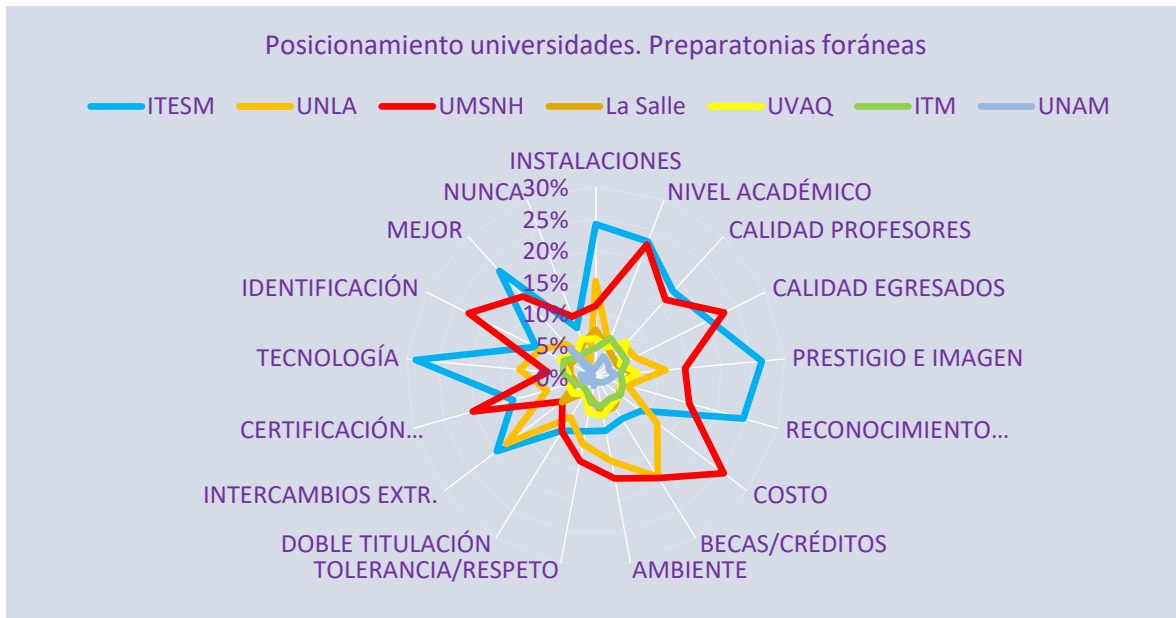 Posicionamiento universidades. Preparatonias foráneas
ITESM UNLA UMSNH La Salle UVAQ ITM UNAM
INSTALACIONES
NIVEL ACADÉMICO
CALIDAD PROFESORES
CALIDAD EGRESADOS
PRESTIGIO E IMAGEN
RECONOCIMIENTO...
COSTO
BECAS/CRÉDITOS
AMBIENTE
TOLERANCIA/RESPETO
DOBLE TITULACIÓN
INTERCAMBIOS EXTR.
CERTIFICACIÓN...
TECNOLOGÍA
IDENTIFICACIÓN
MEJOR
NUNCA
30%
25%
20%
15%
10%
5%
0%